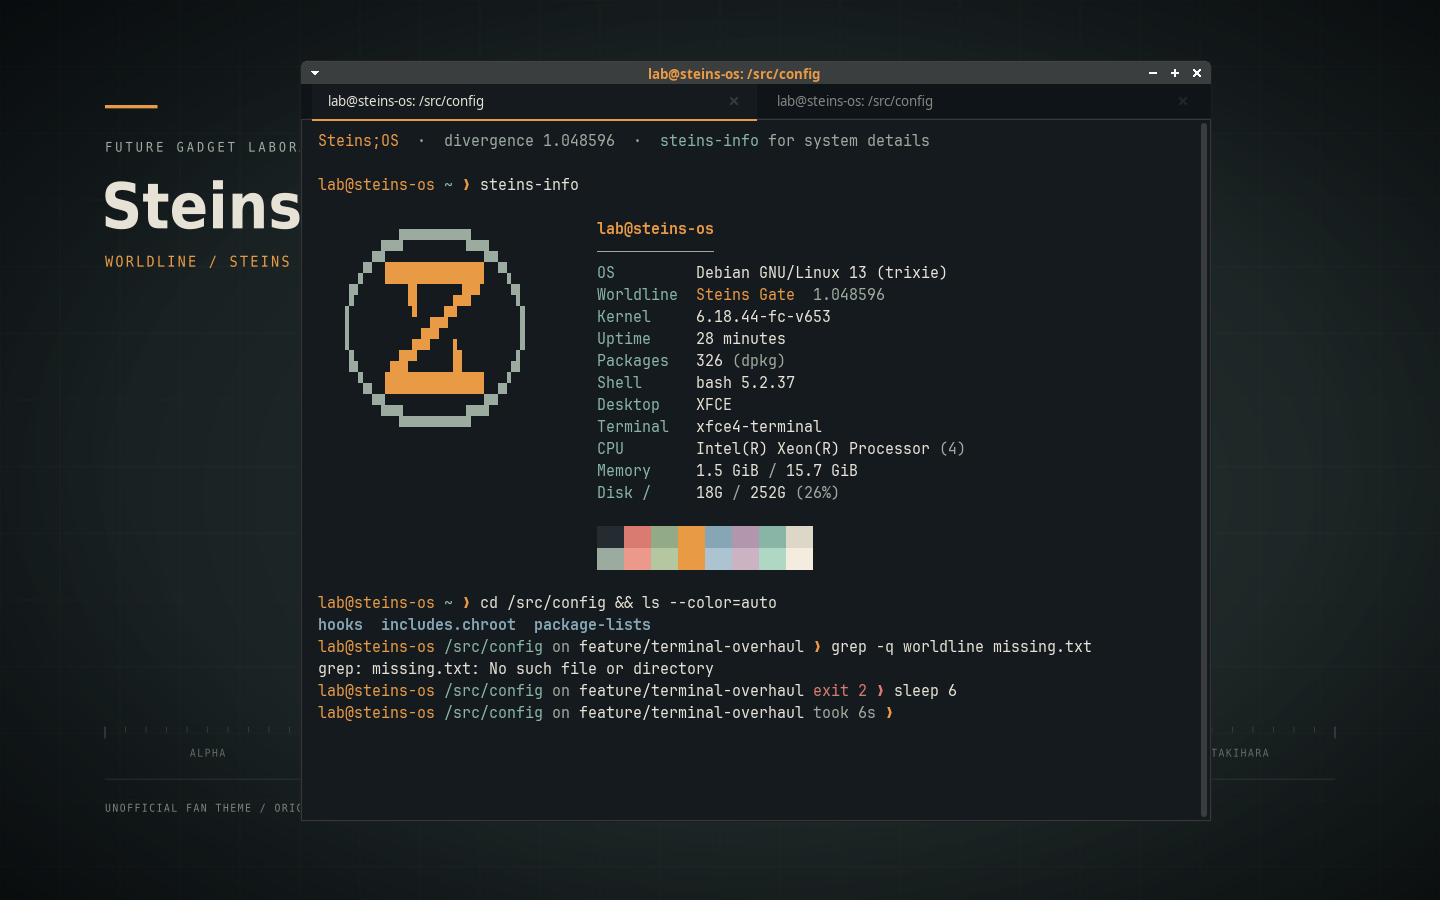 lab@steins-os: /src/config
lab@steins-os: /src/config
lab@steins-os: /src/config
FUTURE GADGET LABOR
Steins
WORLDLINE / STEINS
Steins;OS · divergence 1.048596 · steins-info for system details
lab@steins-os ~ ❯ steins-info
lab@steins-os
OS Debian GNU/Linux 13 (trixie)
Worldline Steins Gate 1.048596
Kernel 6.18.44-fc-v653
Uptime 28 minutes
Packages 326 (dpkg)
Shell bash 5.2.37
Desktop XFCE
Terminal xfce4-terminal
CPU Intel(R) Xeon(R) Processor (4)
Memory 1.5 GiB / 15.7 GiB
Disk / 18G / 252G (26%)
lab@steins-os ~ ❯ cd /src/config && ls --color=auto
hooks includes.chroot package-lists
lab@steins-os /src/config on feature/terminal-overhaul ❯ grep -q worldline missing.txt
grep: missing.txt: No such file or directory
lab@steins-os /src/config on feature/terminal-overhaul exit 2 ❯ sleep 6
lab@steins-os /src/config on feature/terminal-overhaul took 6s ❯
ALPHA
TAKIHARA
UNOFFICIAL FAN THEME / ORIG